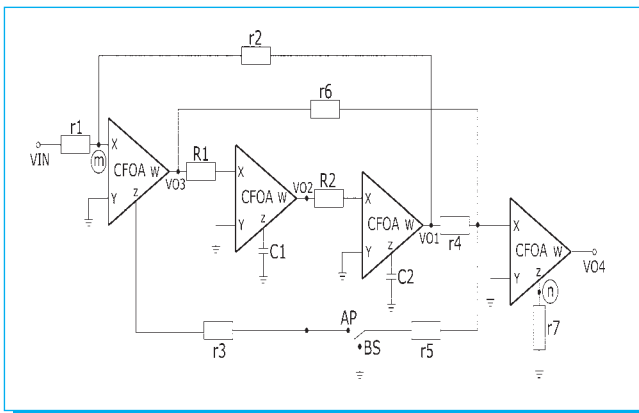 r2
r6
r1
X
m
VIN
CFOA W
Y
Z
VO3
R1
X
CFOA W
Y
Z
C1
VO2
R2
X
CFOA W
Y
Z
C2
VO1
r4
X
CFOA W
Y
Z
n
VO4
r7
r3
AP
BS
r5